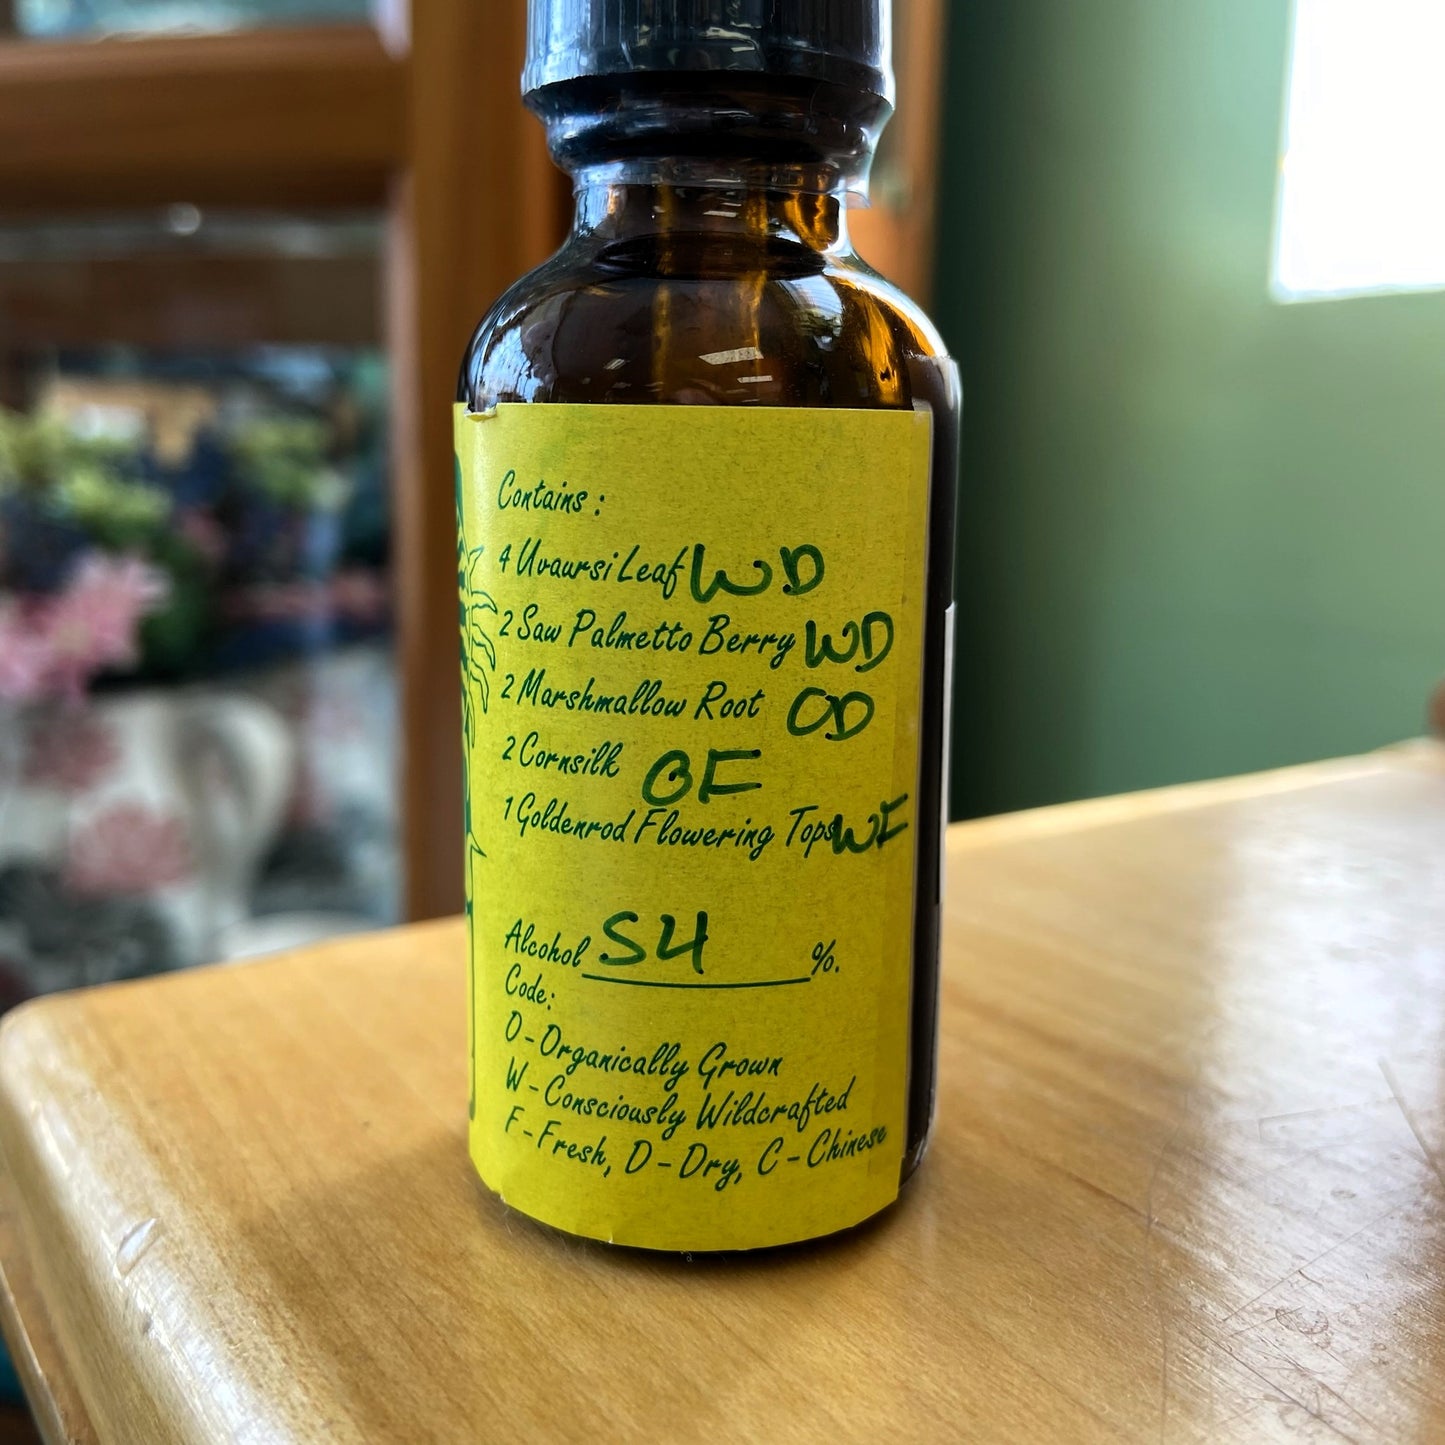 Contains :
4 Uvaursi Leaf WD
2 Saw Palmetto Berry WD
2 Marshmallow Root OD
2 Cornsilk OF
1 Goldenrod Flowering Tops WF
Alcohol 54 %.
Code:
O - Organically Grown
W - Consciously Wildcrafted
F - Fresh, D - Dry, C - Chinese